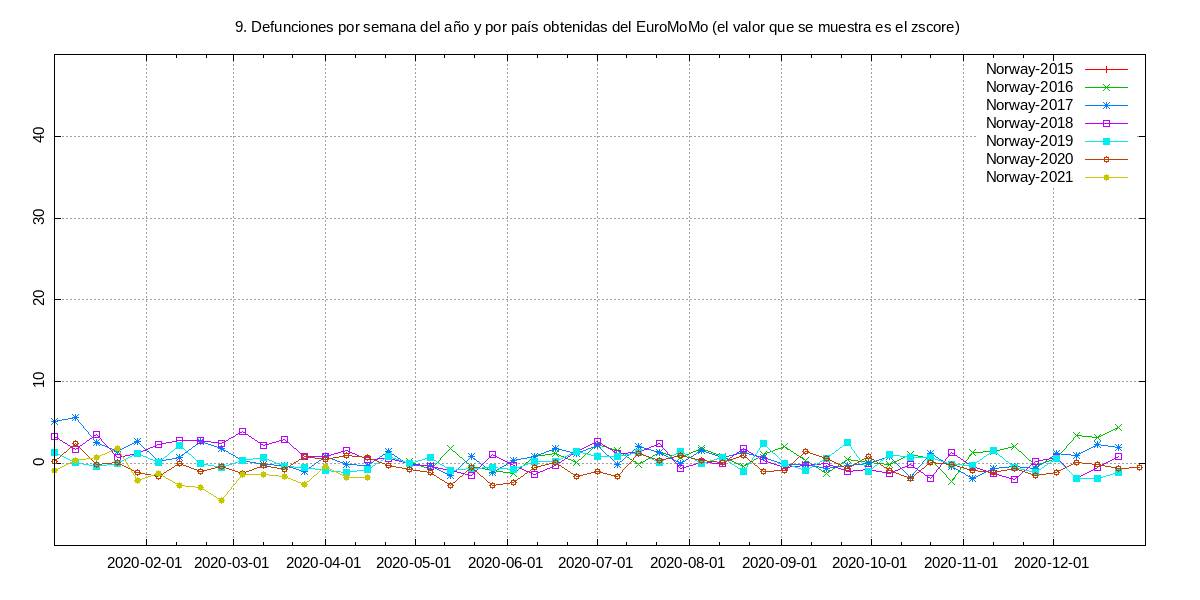 9. Defunciones por semana del año y por país obtenidas del EuroMoMo (el valor que se muestra es el zscore)
Norway-2015
Norway-2016
Norway-2017
Norway-2018
Norway-2019
Norway-2020
Norway-2021
40
30
20
10
0
2020-02-01 2020-03-01 2020-04-01 2020-05-01 2020-06-01 2020-07-01 2020-08-01 2020-09-01 2020-10-01 2020-11-01 2020-12-01